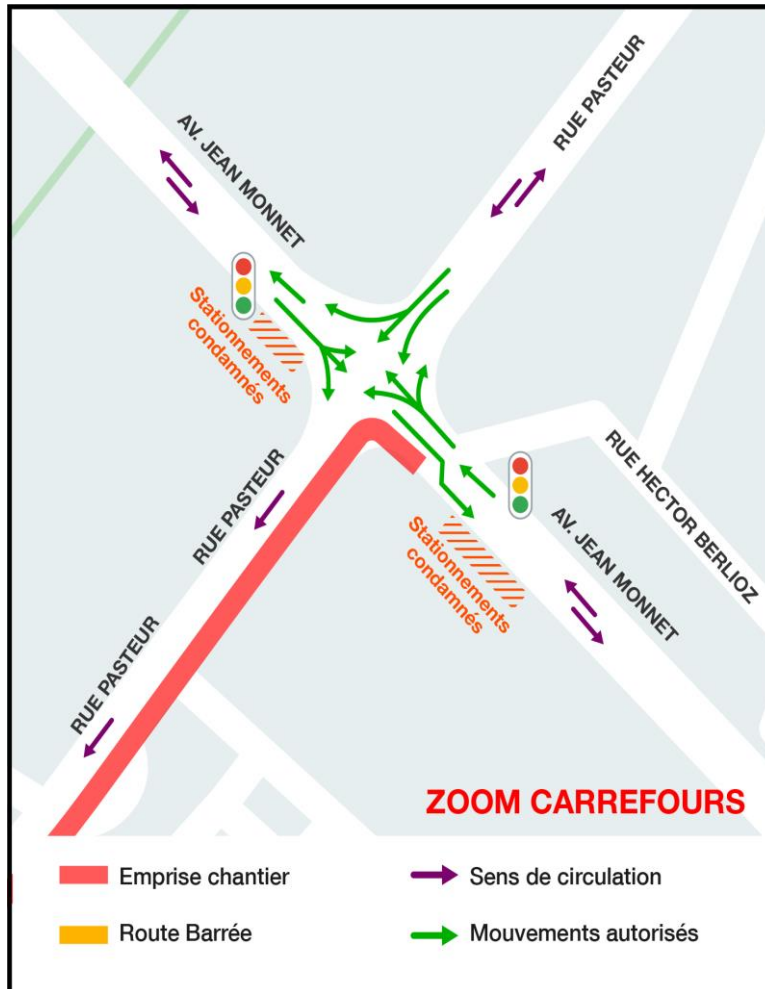 AV. JEAN MONNET
RUE PASTEUR
Stationnements
condamnés
RUE PASTEUR
RUE HECTOR BERLIOZ
AV. JEAN MONNET
Stationnements
condamnés
RUE PASTEUR
ZOOM CARREFOURS
Emprise chantier
Sens de circulation
Route Barrée
Mouvements autorisés